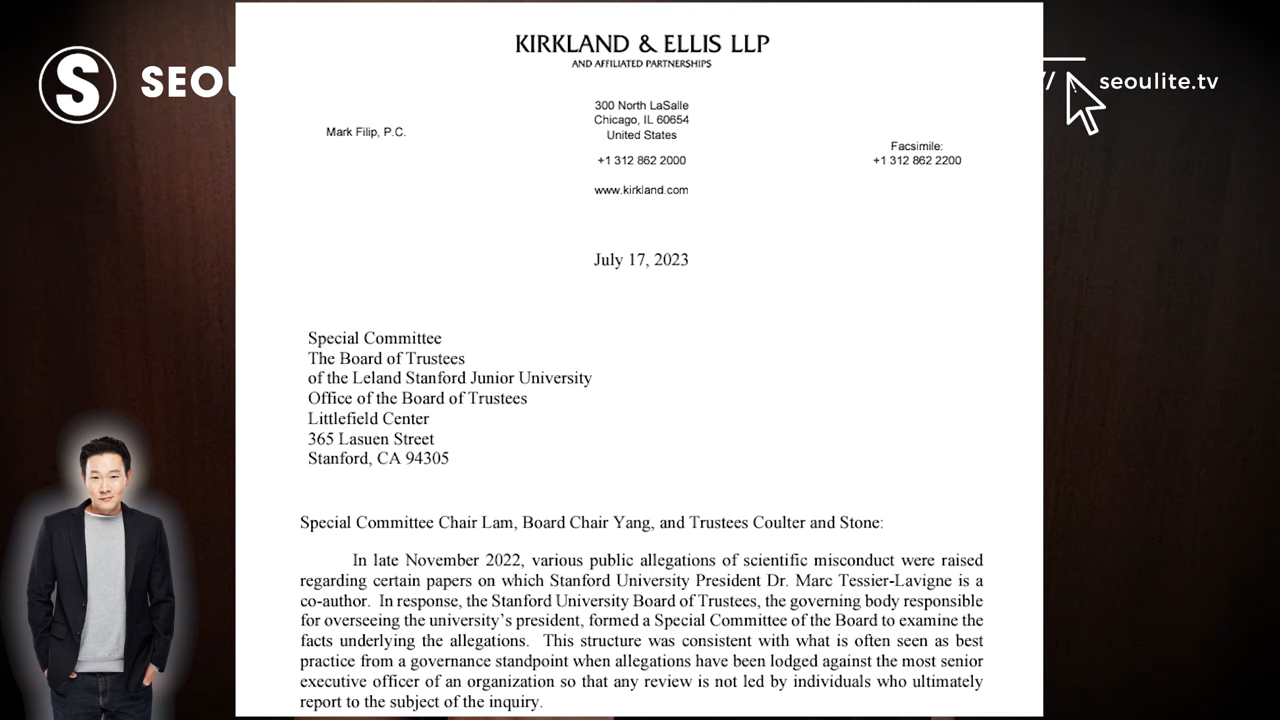 S SEOU
KIRKLAND & ELLIS LLP
AND AFFILIATED PARTNERSHIPS
// seoulite.tv
Mark Filip, P.C.
300 North LaSalle
Chicago, IL 60654
United States
+1 312 862 2000
www.kirkland.com
Facsimile:
+1 312 862 2200
July 17, 2023
Special Committee
The Board of Trustees
of the Leland Stanford Junior University
Office of the Board of Trustees
Littlefield Center
365 Lasuen Street
Stanford, CA 94305
Special Committee Chair Lam, Board Chair Yang, and Trustees Coulter and Stone:
In late November 2022, various public allegations of scientific misconduct were raised
regarding certain papers on which Stanford University President Dr. Marc Tessier-Lavigne is a
co-author. In response, the Stanford University Board of Trustees, the governing body responsible
for overseeing the university's president, formed a Special Committee of the Board to examine the
facts underlying the allegations. This structure was consistent with what is often seen as best
practice from a governance standpoint when allegations have been lodged against the most senior
executive officer of an organization so that any review is not led by individuals who ultimately
report to the subject of the inquiry.